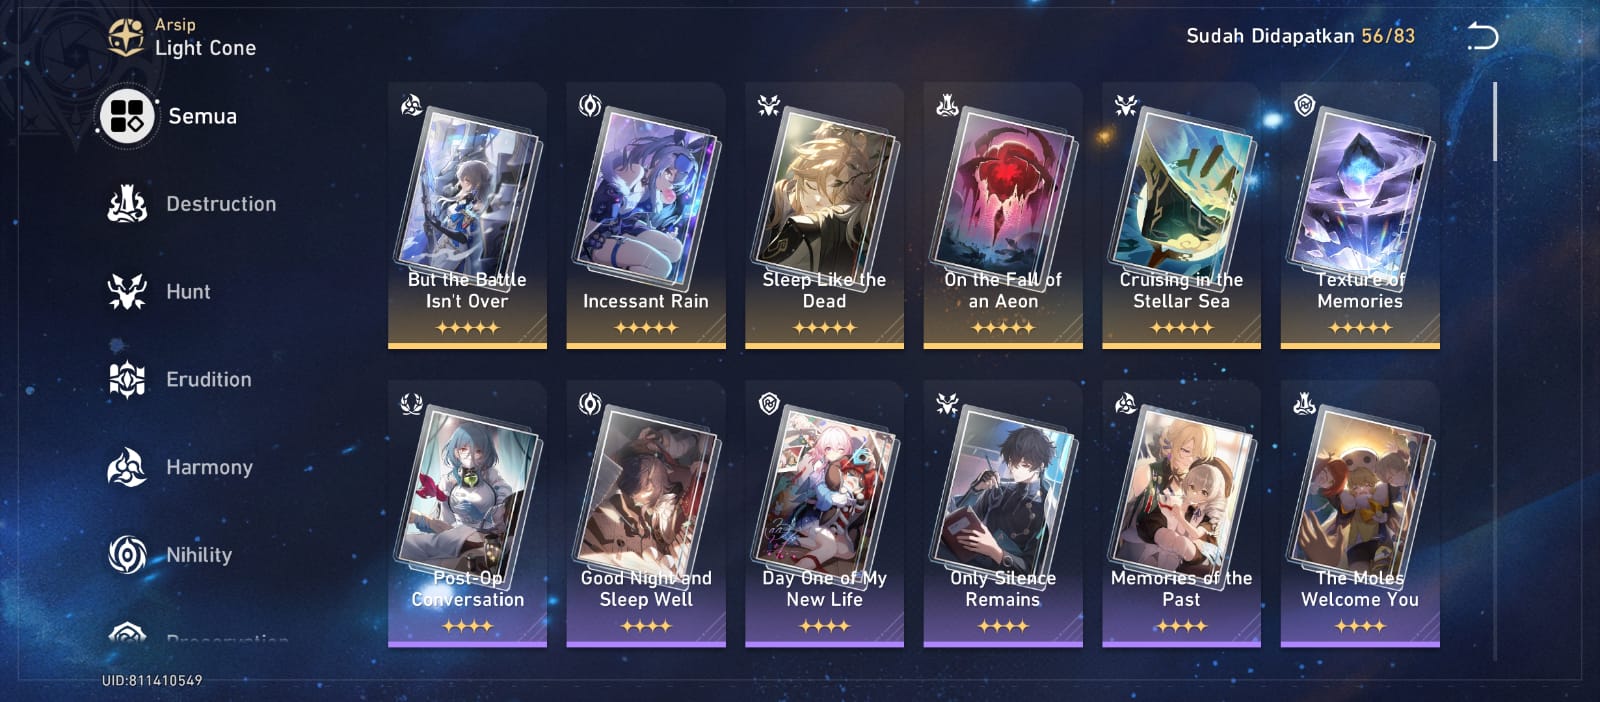 Arsip
Light Cone
Sudah Didapatkan 56/83
Semua
Destruction
Hunt
Erudition
Harmony
Nihility
Preservation
But the Battle
Isn't Over
Incessant Rain
Sleep Like the
Dead
On the Fall of
an Aeon
Cruising in the
Stellar Sea
Texture of
Memories
Post-Op
Conversation
Good Night and
Sleep Well
Day One of My
New Life
Only Silence
Remains
Memories of the
Past
The Moles
Welcome You
UID:811410549